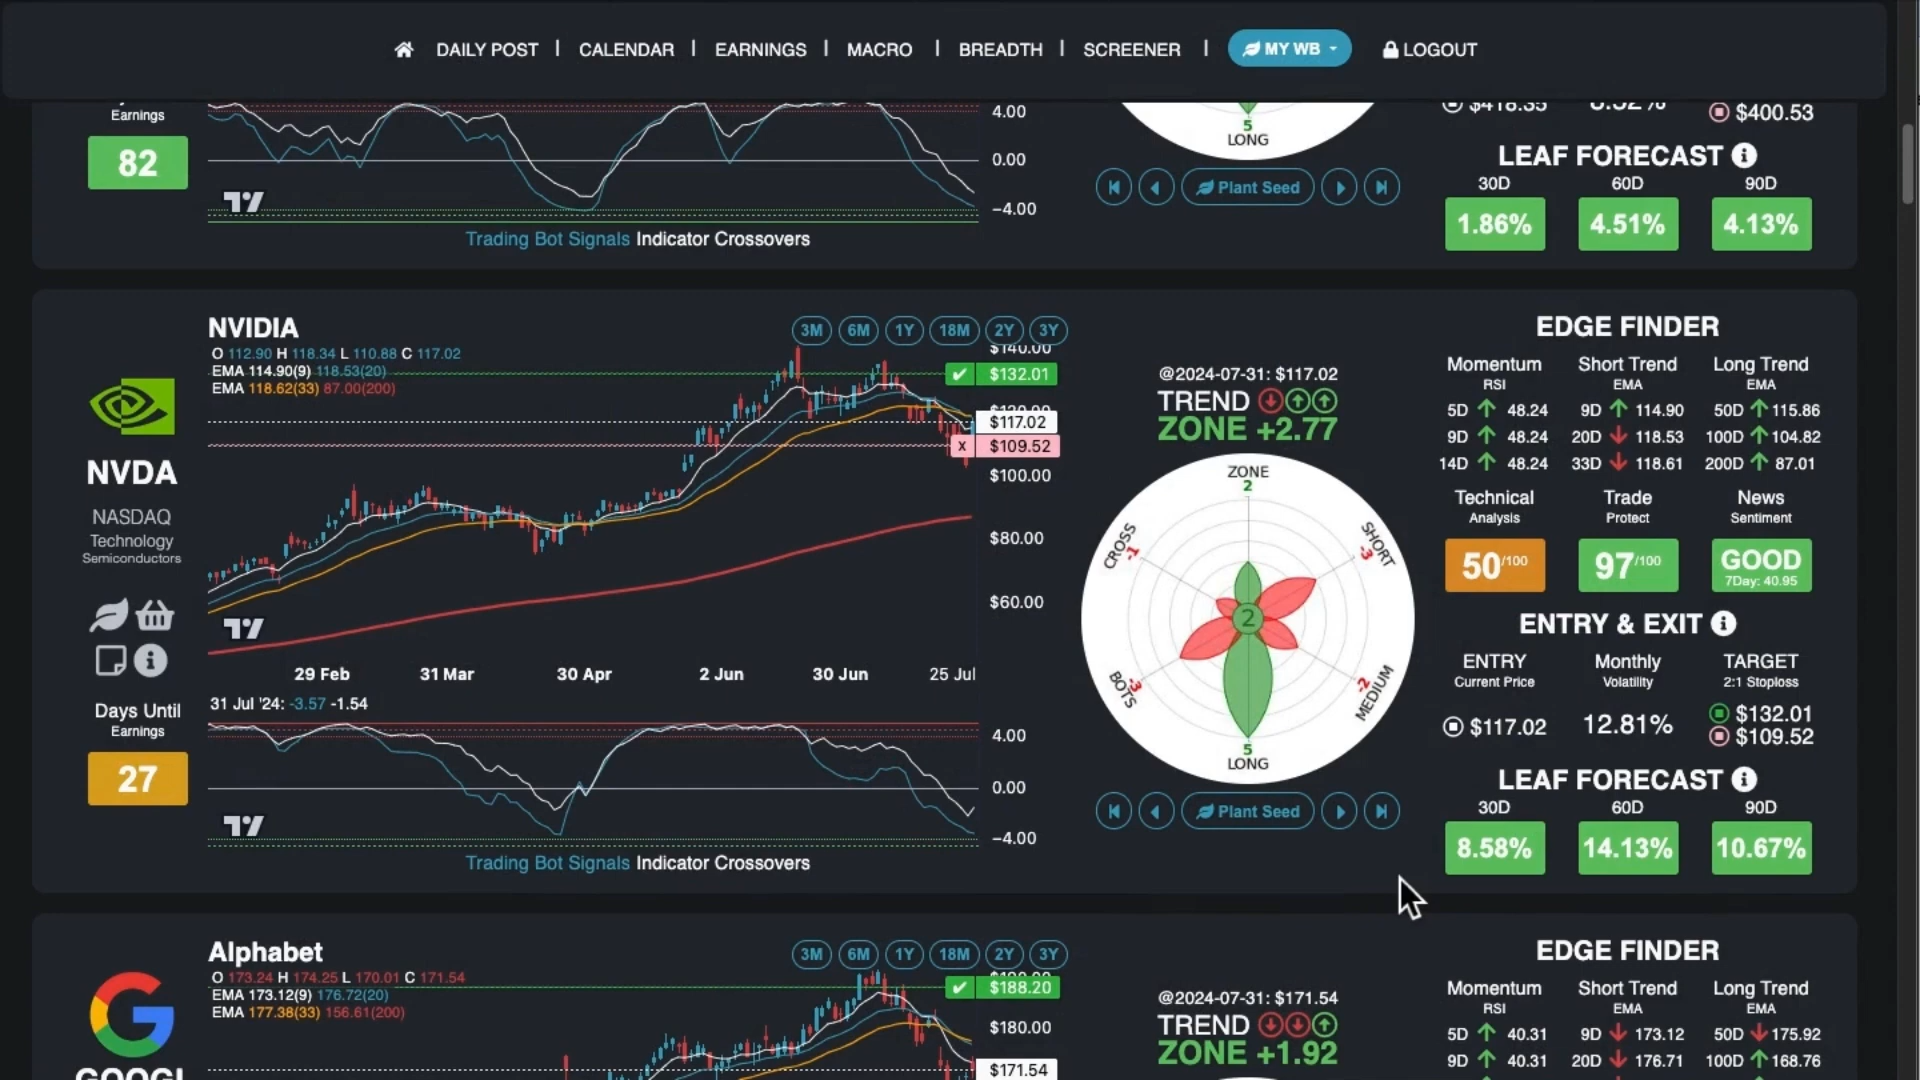 DAILY POST | CALENDAR | EARNINGS | MACRO | BREADTH | SCREENER | MY WB LOGOUT
Earnings
82
4.00
0.00
−4.00
Trading Bot Signals Indicator Crossovers
5
LONG
Plant Seed
$400.53
LEAF FORECAST
30D 60D 90D
1.86% 4.51% 4.13%
NVDA
NASDAQ
Technology
Semiconductors
Days Until
Earnings
27
NVIDIA
3M 6M 1Y 18M 2Y 3Y
O 112.90 H 118.34 L 110.88 C 117.02
EMA 114.90(9) 118.53(20)
EMA 118.62(33) 87.00(200)
$140.00
$132.01
$117.02
x $109.52
$100.00
$80.00
$60.00
29 Feb 31 Mar 30 Apr 2 Jun 30 Jun 25 Jul
31 Jul '24: -3.57 -1.54
4.00
0.00
−4.00
Trading Bot Signals Indicator Crossovers
@2024-07-31: $117.02
TREND
ZONE +2.77
ZONE
2
SHORT
-3
MEDIUM
-2
LONG
5
BOTS
-3
CROSS
-1
2
Plant Seed
EDGE FINDER
Momentum Short Trend Long Trend
RSI EMA EMA
5D 48.24 9D 114.90 50D 115.86
9D 48.24 20D 118.53 100D 104.82
14D 48.24 33D 118.61 200D 87.01
Technical Trade News
Analysis Protect Sentiment
50/100 97/100 GOOD
7Day: 40.95
ENTRY & EXIT
ENTRY Monthly TARGET
Current Price Volatility 2:1 Stoploss
$117.02 12.81% $132.01
$109.52
LEAF FORECAST
30D 60D 90D
8.58% 14.13% 10.67%
Alphabet
3M 6M 1Y 18M 2Y 3Y
O 173.24 H 174.25 L 170.01 C 171.54
EMA 173.12(9) 176.72(20)
EMA 177.38(33) 156.61(200)
$188.20
$180.00
$171.54
@2024-07-31: $171.54
TREND
ZONE +1.92
EDGE FINDER
Momentum Short Trend Long Trend
RSI EMA EMA
5D 40.31 9D 173.12 50D 175.92
9D 40.31 20D 176.71 100D 168.76